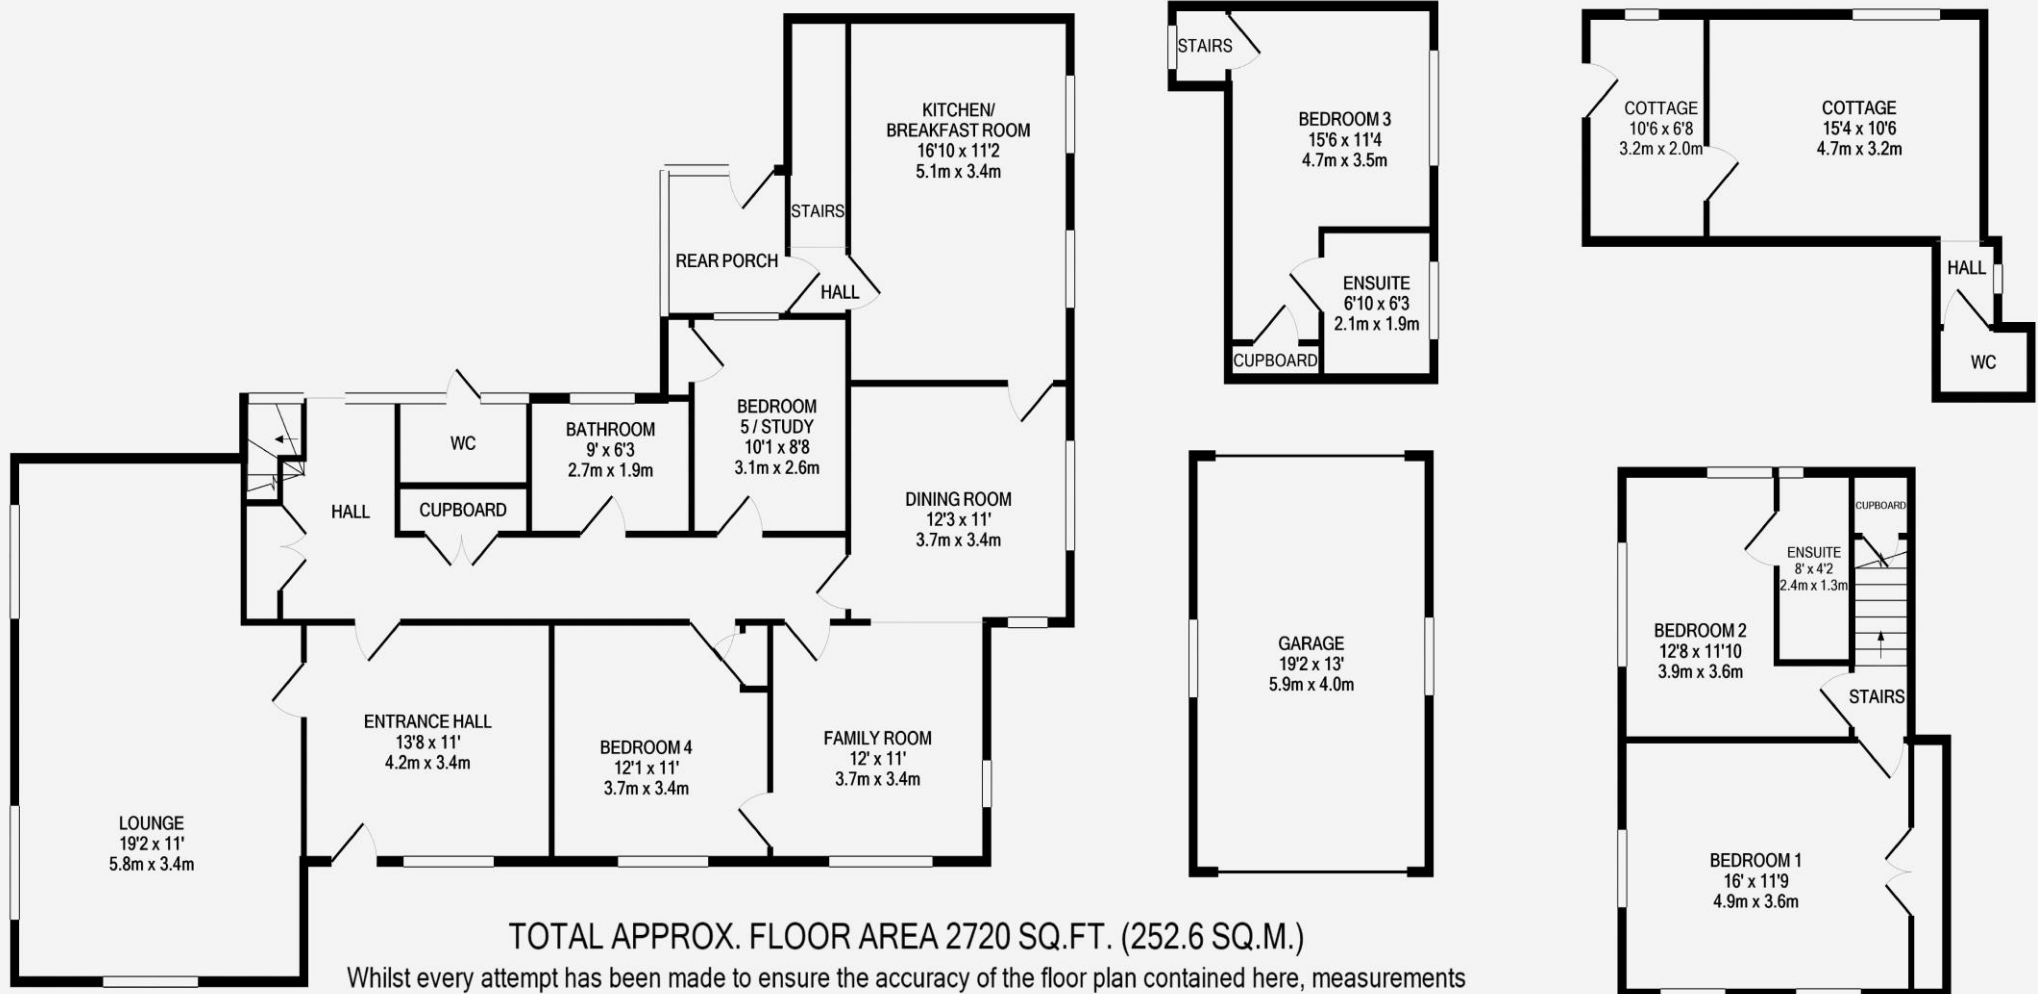 KITCHEN/
BREAKFAST ROOM
16'10 x 11'2
5.1m x 3.4m
STAIRS
REAR PORCH
HALL
BEDROOM
5 / STUDY
10'1 x 8'8
3.1m x 2.6m
BATHROOM
9' x 6'3
2.7m x 1.9m
WC
CUPBOARD
HALL
DINING ROOM
12'3 x 11'
3.7m x 3.4m
ENTRANCE HALL
13'8 x 11'
4.2m x 3.4m
BEDROOM 4
12'1 x 11'
3.7m x 3.4m
FAMILY ROOM
12' x 11'
3.7m x 3.4m
LOUNGE
19'2 x 11'
5.8m x 3.4m
STAIRS
BEDROOM 3
15'6 x 11'4
4.7m x 3.5m
ENSUITE
6'10 x 6'3
2.1m x 1.9m
CUPBOARD
COTTAGE
10'6 x 6'8
3.2m x 2.0m
COTTAGE
15'4 x 10'6
4.7m x 3.2m
HALL
WC
GARAGE
19'2 x 13'
5.9m x 4.0m
CUPBOARD
ENSUITE
8' x 4'2
2.4m x 1.3m
BEDROOM 2
12'8 x 11'10
3.9m x 3.6m
STAIRS
BEDROOM 1
16' x 11'9
4.9m x 3.6m
TOTAL APPROX. FLOOR AREA 2720 SQ.FT. (252.6 SQ.M.)
Whilst every attempt has been made to ensure the accuracy of the floor plan contained here, measurements